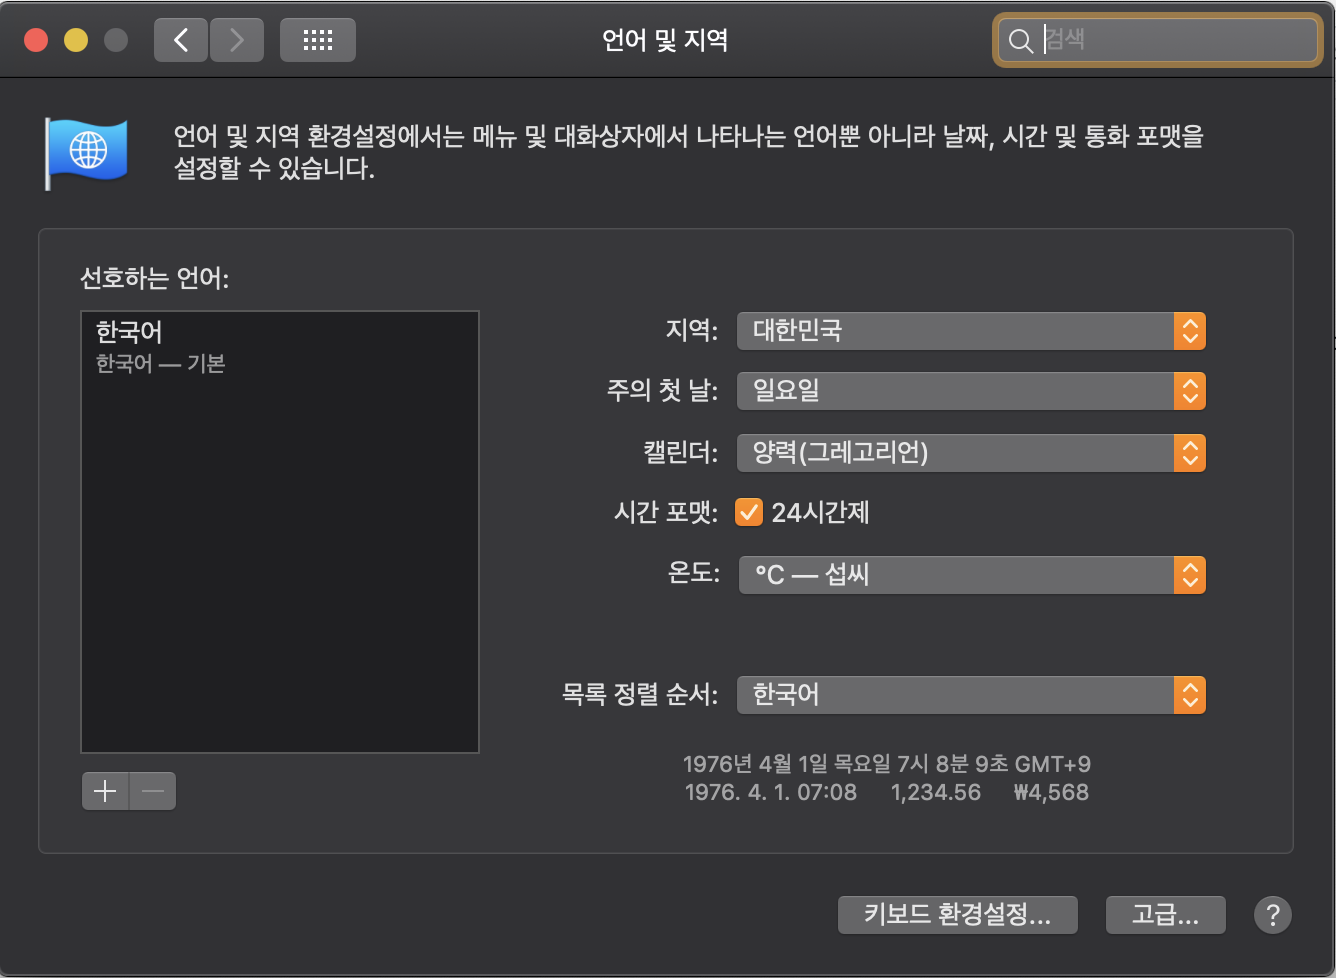 언어 및 지역
검색
언어 및 지역 환경설정에서는 메뉴 및 대화상자에서 나타나는 언어뿐 아니라 날짜, 시간 및 통화 포맷을
설정할 수 있습니다.
선호하는 언어:
한국어
한국어 — 기본
지역: 대한민국
주의 첫 날: 일요일
캘린더: 양력(그레고리언)
시간 포맷: 24시간제
온도: °C — 섭씨
목록 정렬 순서: 한국어
1976년 4월 1일 목요일 7시 8분 9초 GMT+9
1976. 4. 1. 07:08 1,234.56 ₩4,568
키보드 환경설정... 고급... ?